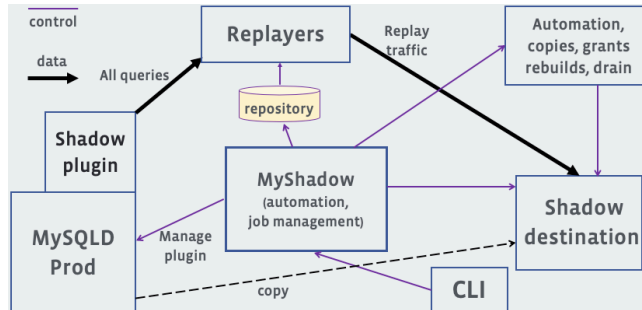 control
data
All queries
Replayers
Replay
traffic
Automation,
copies, grants
rebuilds, drain
repository
Shadow
plugin
MyShadow
(automation,
job management)
MySQLD
Prod
Manage
plugin
Shadow
destination
copy
CLI